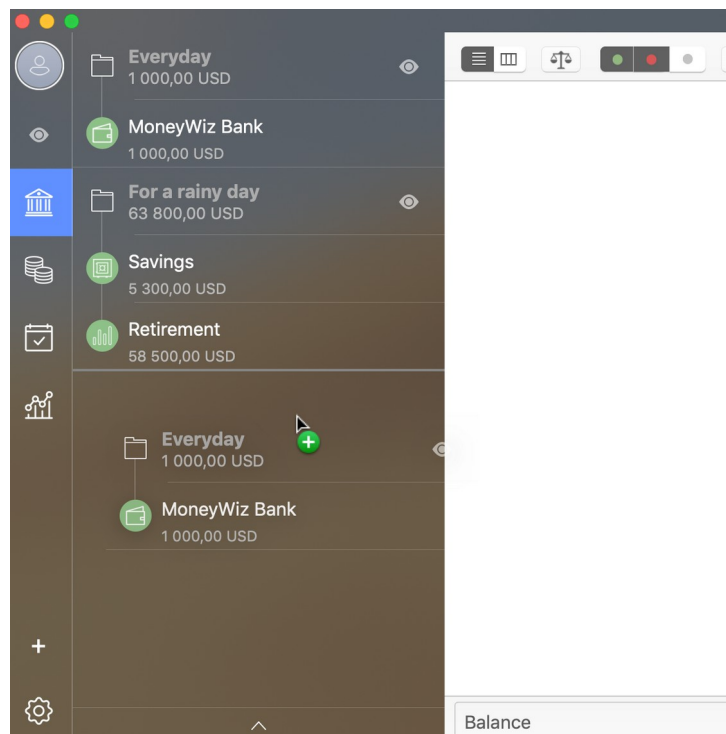 Everyday
1 000,00 USD
MoneyWiz Bank
1 000,00 USD
For a rainy day
63 800,00 USD
Savings
5 300,00 USD
Retirement
58 500,00 USD
Everyday
1 000,00 USD
MoneyWiz Bank
1 000,00 USD
Balance